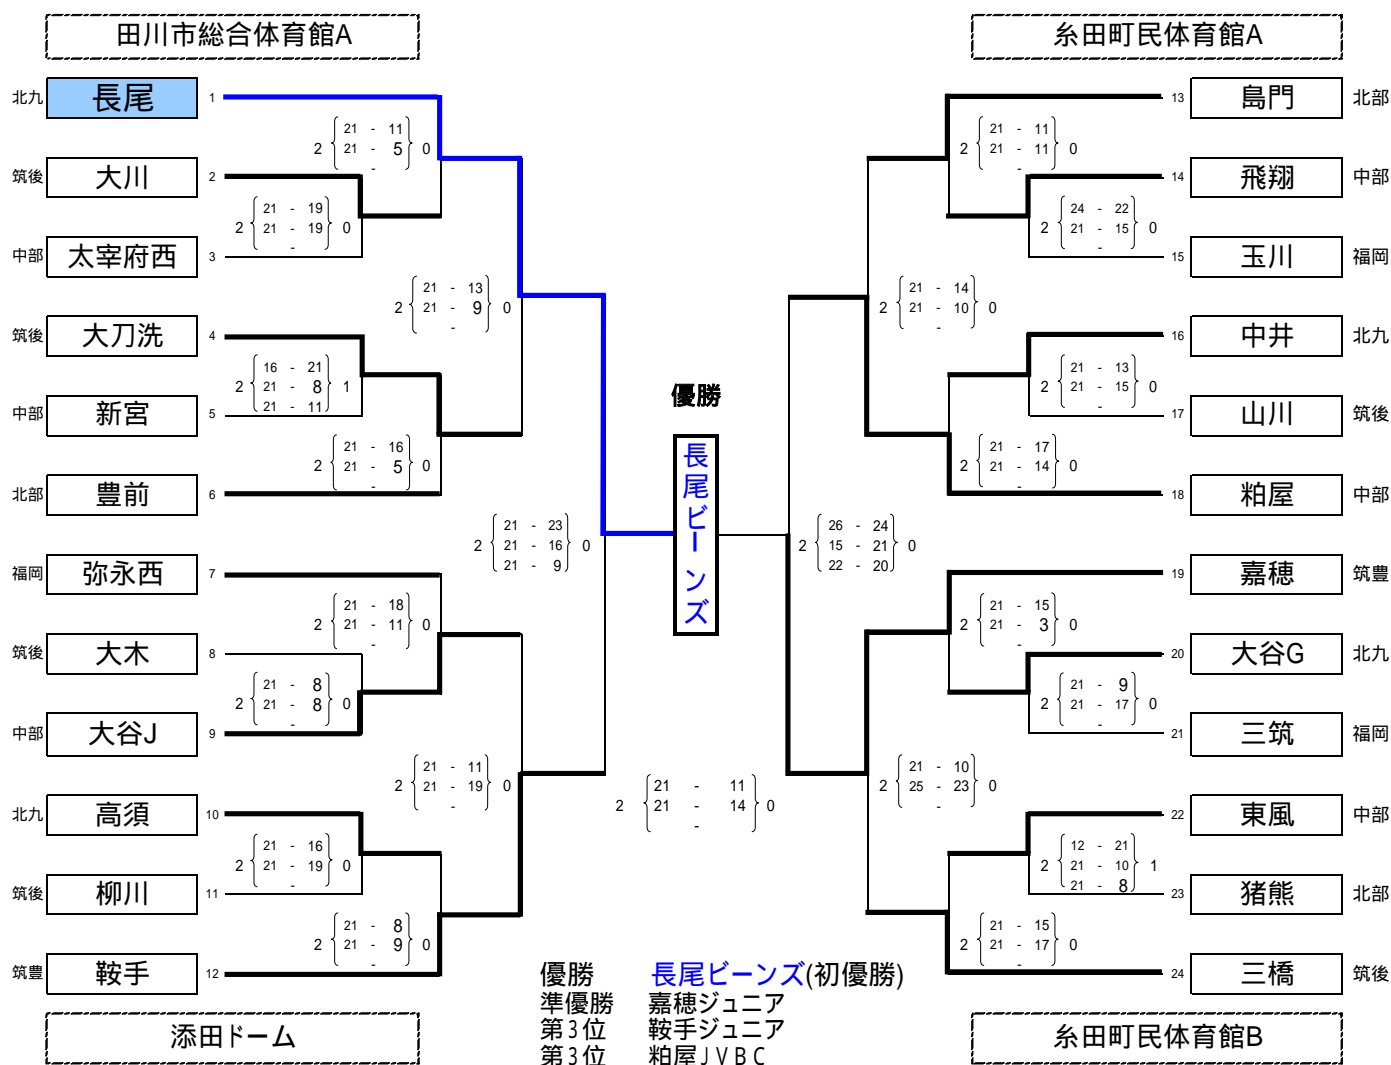 田川市総合体育館A
糸田町民体育館A
北九 長尾 1
筑後 大川 2
中部 太宰府西 3
筑後 大刀洗 4
中部 新宮 5
北部 豊前 6
福岡 弥永西 7
筑後 大木 8
中部 大谷J 9
北九 高須 10
筑後 柳川 11
筑豊 鞍手 12
2 21 - 11 0
21 - 5
-
2 21 - 19 0
21 - 19
-
2 21 - 13 0
21 - 9
-
2 16 - 21 1
21 - 8
21 - 11
2 21 - 16 0
21 - 5
-
2 21 - 23 0
21 - 16
21 - 9
2 21 - 18 0
21 - 11
-
2 21 - 8 0
21 - 8
-
2 21 - 11 0
21 - 19
-
2 21 - 16 0
21 - 19
-
2 21 - 8 0
21 - 9
-
優勝
長尾ビーンズ
2 21 - 11 0
21 - 14
-
13 島門 北部
14 飛翔 中部
15 玉川 福岡
16 中井 北九
17 山川 筑後
18 粕屋 中部
19 嘉穂 筑豊
20 大谷G 北九
21 三筑 福岡
22 東風 中部
23 猪熊 北部
24 三橋 筑後
2 21 - 11 0
21 - 11
-
2 24 - 22 0
21 - 15
-
2 21 - 14 0
21 - 10
-
2 21 - 13 0
21 - 15
-
2 21 - 17 0
21 - 14
-
2 26 - 24 0
15 - 21
22 - 20
2 21 - 15 0
21 - 3
-
2 21 - 9 0
21 - 17
-
2 21 - 10 0
25 - 23
-
2 12 - 21 1
21 - 10
21 - 8
2 21 - 15 0
21 - 17
-
優勝 長尾ビーンズ(初優勝)
準優勝 嘉穂ジュニア
第3位 鞍手ジュニア
第3位 粕屋JVBC
添田ドーム
糸田町民体育館B